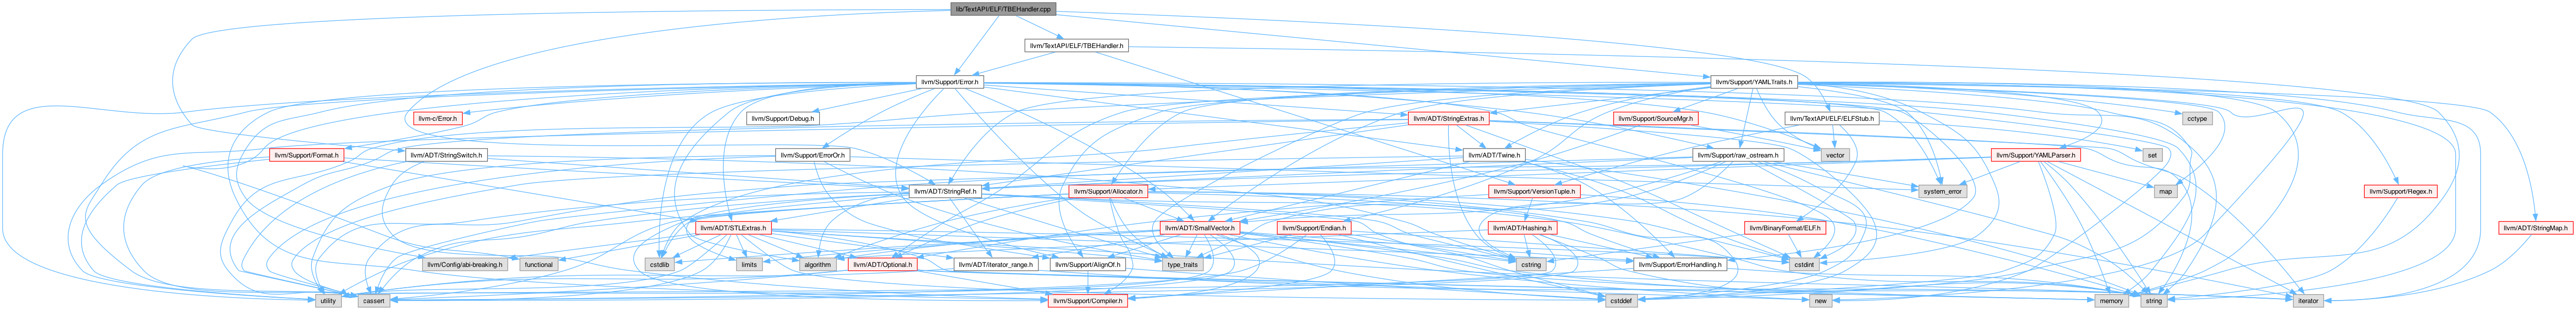 lib/TextAPI/ELF/TBEHandler.cpp
llvm/TextAPI/ELF/TBEHandler.h
llvm/Support/Error.h
llvm/Support/YAMLTraits.h
llvm-c/Error.h
llvm/Support/Debug.h
llvm/ADT/StringExtras.h
llvm/Support/SourceMgr.h
llvm/TextAPI/ELF/ELFStub.h
cctype
llvm/Support/Format.h
llvm/ADT/StringSwitch.h
llvm/Support/ErrorOr.h
llvm/ADT/Twine.h
llvm/Support/raw_ostream.h
vector
llvm/Support/YAMLParser.h
set
llvm/ADT/StringRef.h
llvm/Support/Allocator.h
llvm/Support/VersionTuple.h
system_error
map
llvm/Support/Regex.h
llvm/ADT/STLExtras.h
llvm/ADT/SmallVector.h
llvm/Support/Endian.h
llvm/ADT/Hashing.h
llvm/BinaryFormat/ELF.h
llvm/ADT/StringMap.h
llvm/Config/abi-breaking.h
functional
cstdlib
limits
algorithm
llvm/ADT/Optional.h
llvm/ADT/iterator_range.h
llvm/Support/AlignOf.h
type_traits
cstring
llvm/Support/ErrorHandling.h
cstdint
utility
cassert
llvm/Support/Compiler.h
cstddef
new
memory
string
iterator